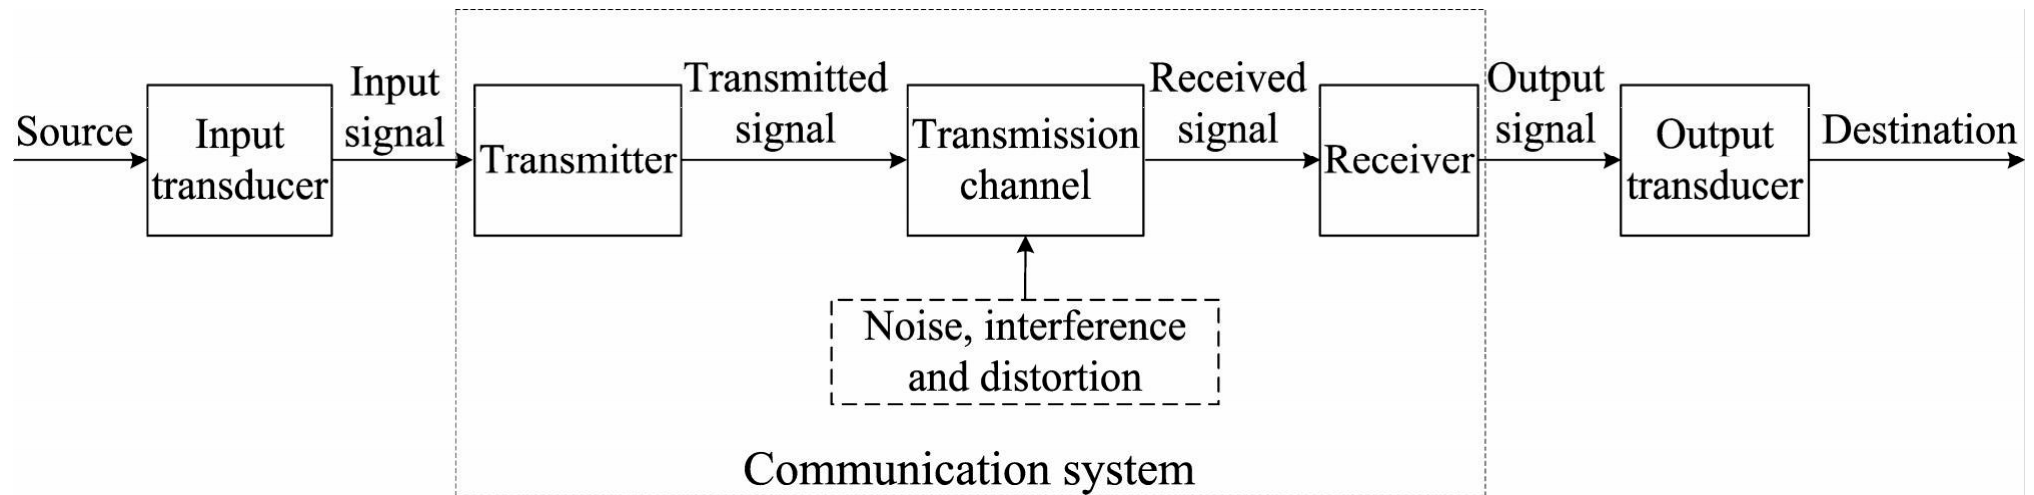 Source
Input
transducer
Input
signal
Transmitter
Transmitted
signal
Transmission
channel
Received
signal
Receiver
Output
signal
Output
transducer
Destination
Noise, interference
and distortion
Communication system